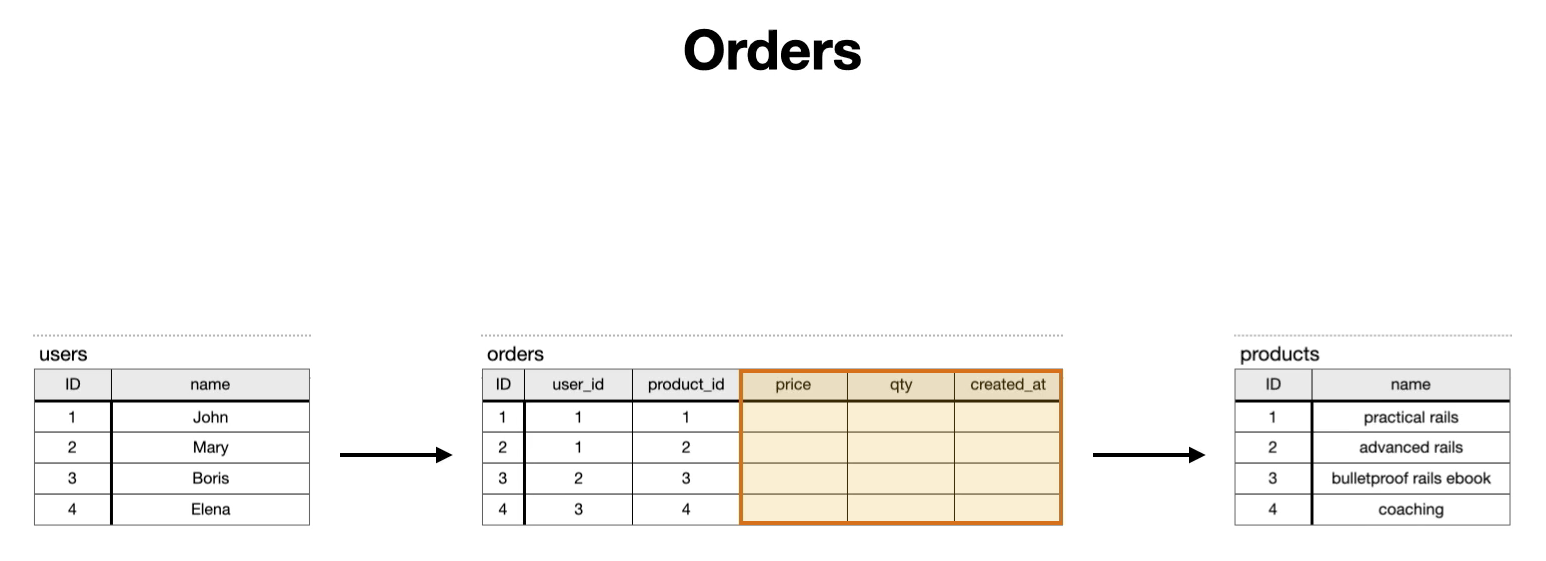 Orders
users
ID name
1 John
2 Mary
3 Boris
4 Elena
orders
ID user_id product_id price qty created_at
1 1 1
2 1 2
3 2 3
4 3 4
products
ID name
1 practical rails
2 advanced rails
3 bulletproof rails ebook
4 coaching